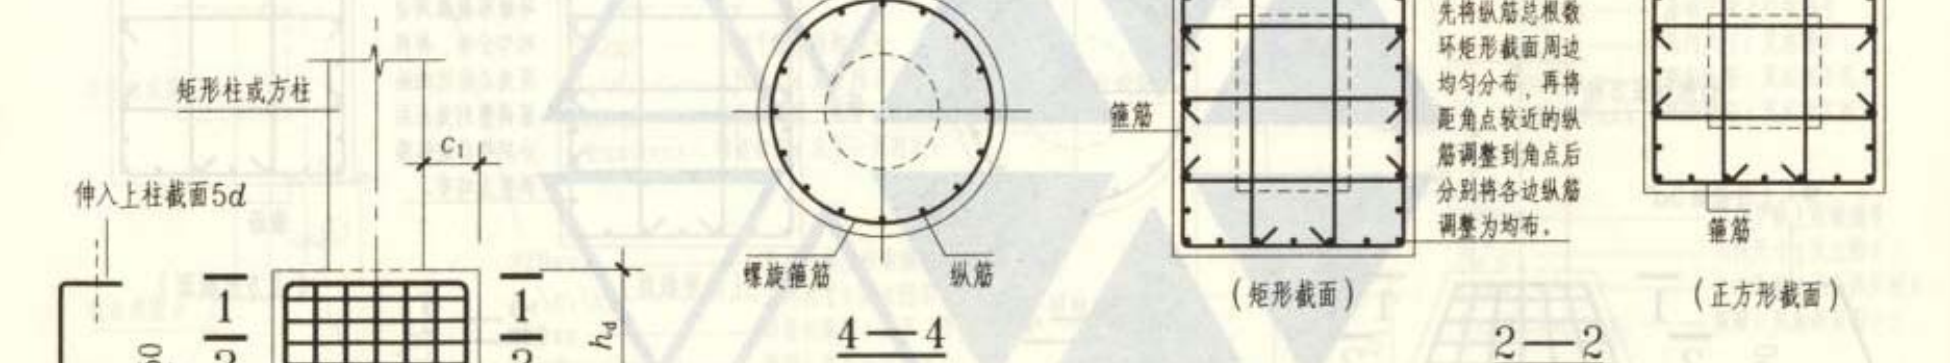 矩形柱或方柱
C₁
伸入上柱截面5d
1
1
h_d
螺旋箍筋
纵筋
4—4
箍筋
先将纵筋总根数
环矩形截面周边
均匀分布，再将
距角点较近的纵
筋调整到角点后
分别将各边纵筋
调整为均布。
(矩形截面)
箍筋
(正方形截面)
2—2